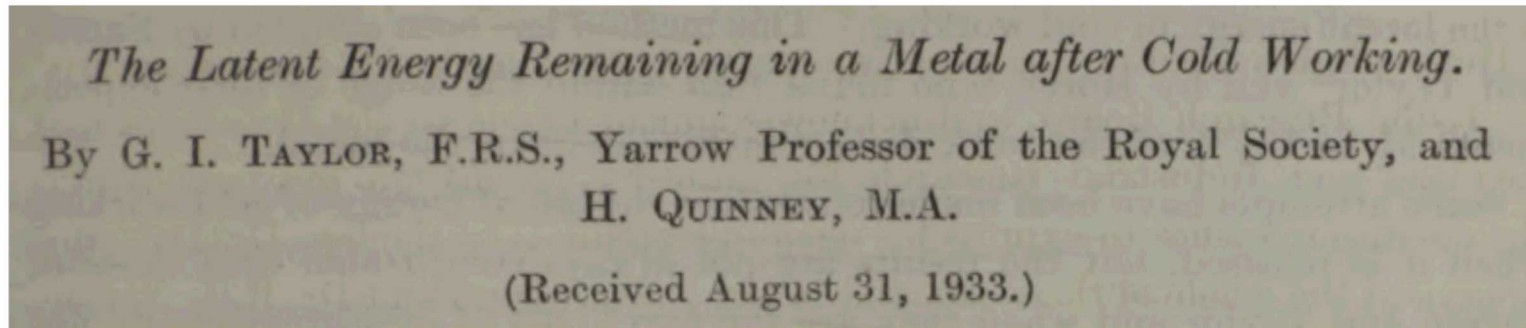 The Latent Energy Remaining in a Metal after Cold Working.
By G. I. TAYLOR, F.R.S., Yarrow Professor of the Royal Society, and
H. QUINNEY, M.A.
(Received August 31, 1933.)